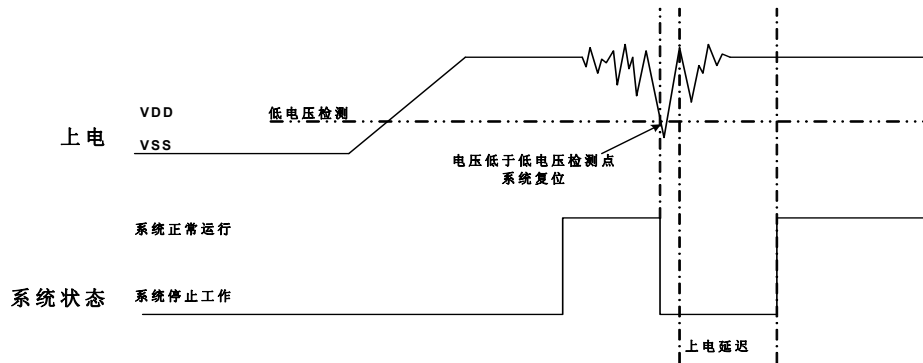 VDD
低电压检测
上电
VSS
电压低于低电压检测点
系统复位
系统正常运行
系统状态
系统停止工作
上电延迟